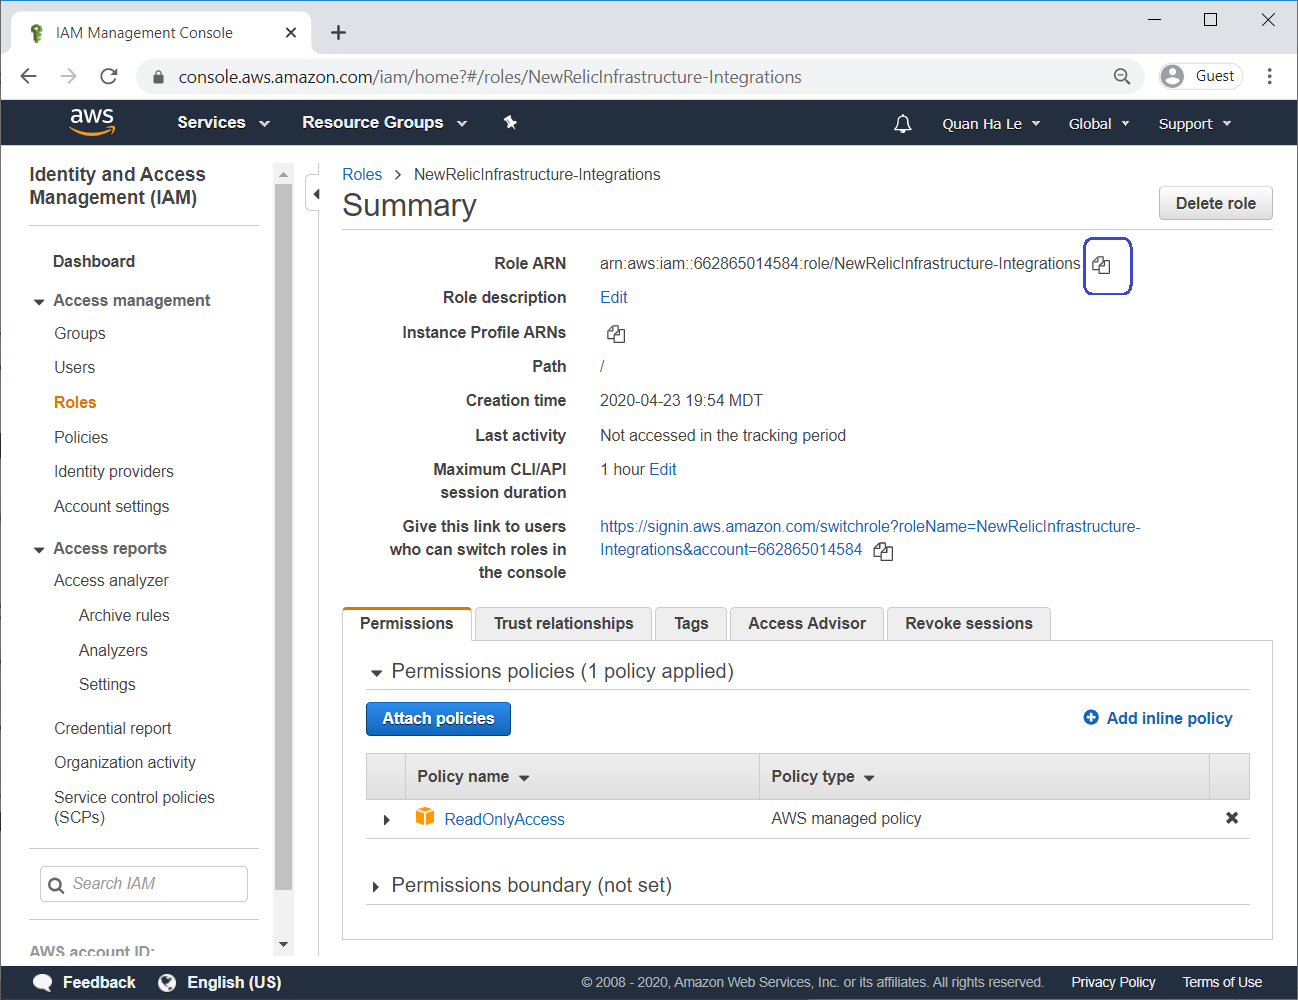 IAM Management Console
console.aws.amazon.com/iam/home?#/roles/NewRelicInfrastructure-Integrations
Guest
aws
Services
Resource Groups
Quan Ha Le
Global
Support
Identity and Access
Management (IAM)
Dashboard
Access management
Groups
Users
Roles
Policies
Identity providers
Account settings
Access reports
Access analyzer
Archive rules
Analyzers
Settings
Credential report
Organization activity
Service control policies
(SCPs)
Search IAM
AWS account ID:
Roles > NewRelicInfrastructure-Integrations
Summary
Delete role
Role ARN arn:aws:iam::662865014584:role/NewRelicInfrastructure-Integrations
Role description Edit
Instance Profile ARNs
Path /
Creation time 2020-04-23 19:54 MDT
Last activity Not accessed in the tracking period
Maximum CLI/API 1 hour Edit
session duration
Give this link to users https://signin.aws.amazon.com/switchrole?roleName=NewRelicInfrastructure-
who can switch roles in Integrations&account=662865014584
the console
Permissions
Trust relationships
Tags
Access Advisor
Revoke sessions
Permissions policies (1 policy applied)
Attach policies
Add inline policy
Policy name
Policy type
ReadOnlyAccess
AWS managed policy
Permissions boundary (not set)
Feedback
English (US)
© 2008 - 2020, Amazon Web Services, Inc. or its affiliates. All rights reserved.
Privacy Policy
Terms of Use